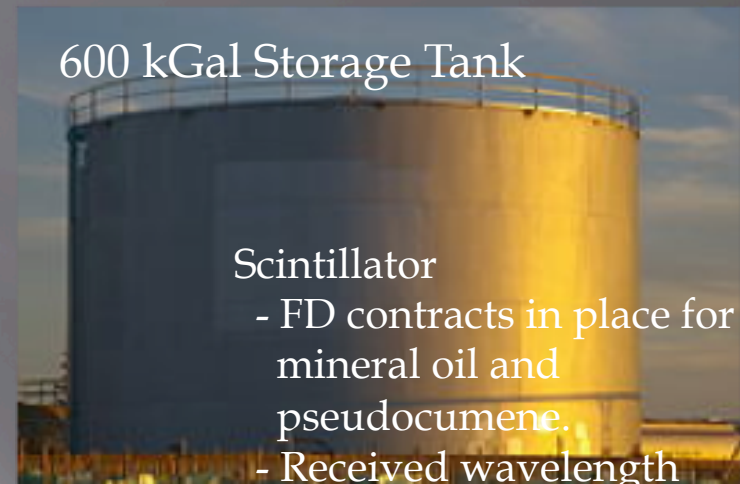 600 kGal Storage Tank
Scintillator
- FD contracts in place for
mineral oil and
pseudocumene.
- Received wavelength